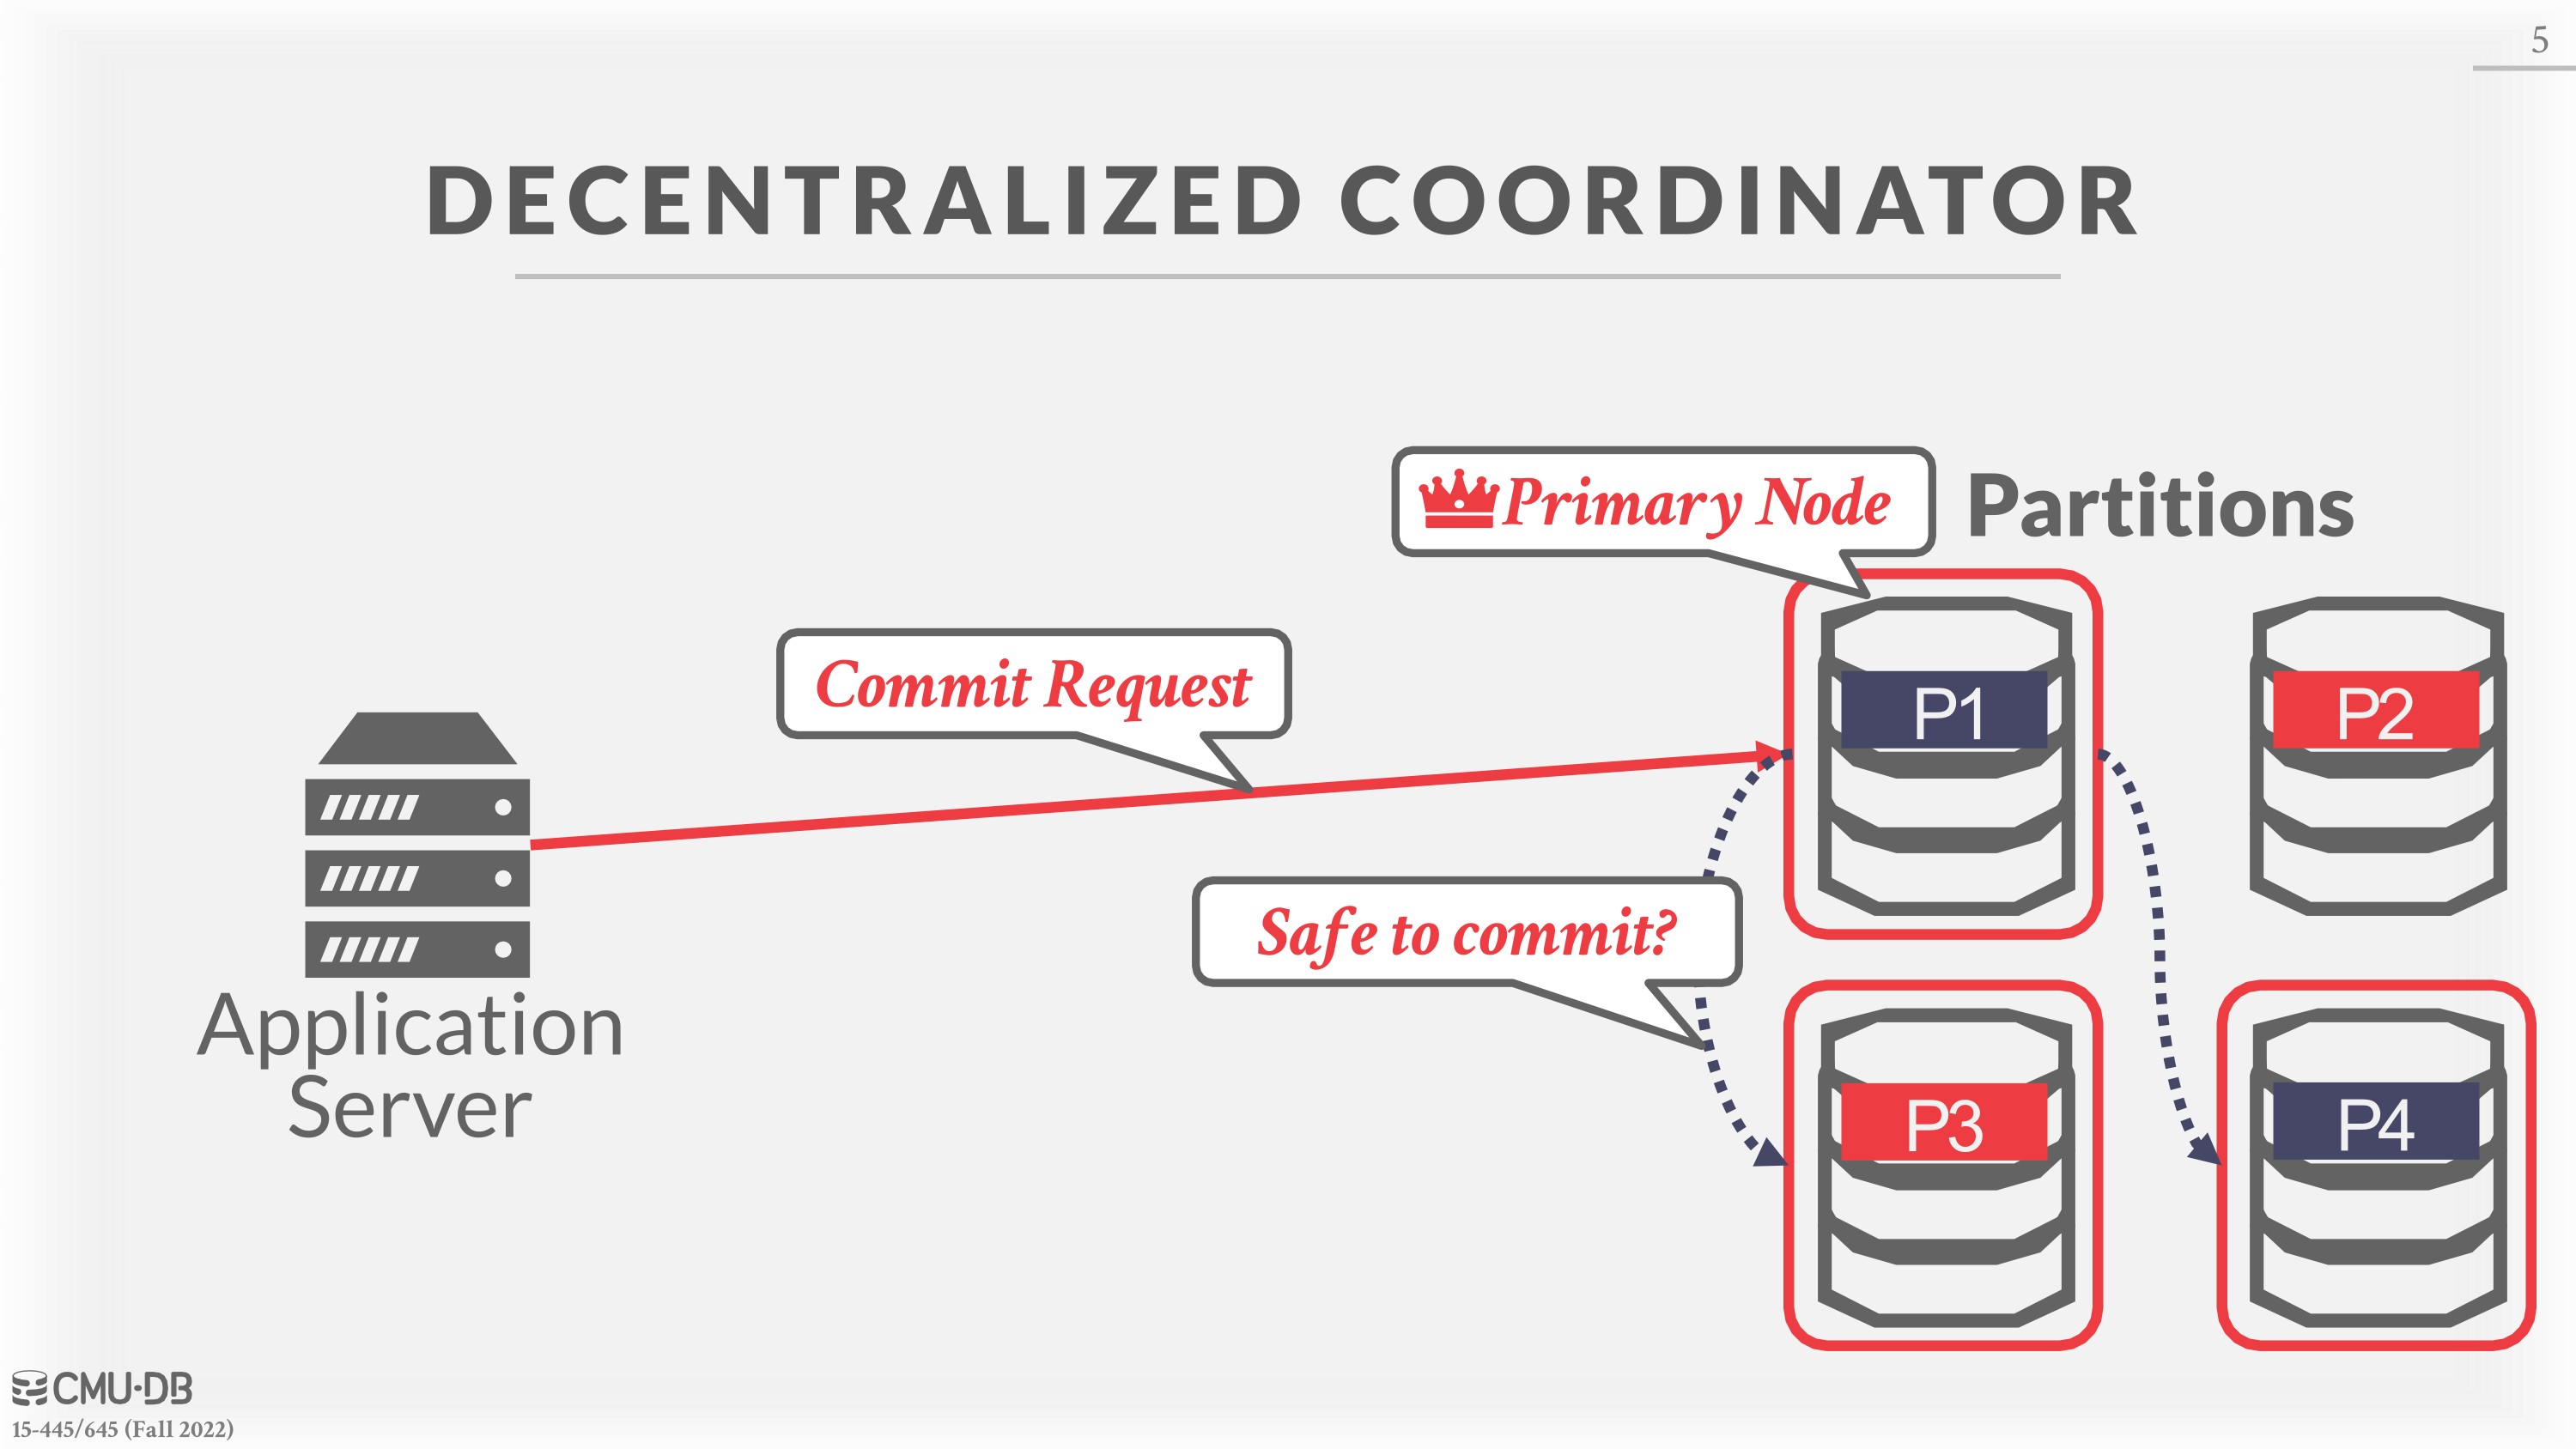 5
DECENTRALIZED COORDINATOR
Primary Node
Partitions
Commit Request
P1
P2
Safe to commit?
Application
Server
P3
P4
CMU·DB
15-445/645 (Fall 2022)